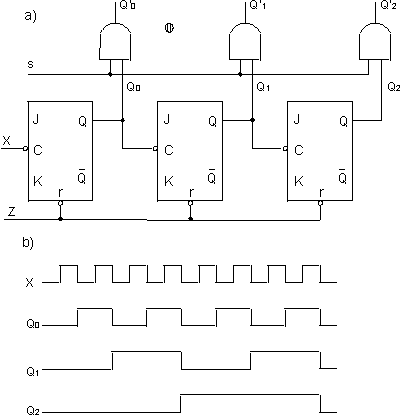 a)
Q'0 Q'1 Q'2
s
Q0 Q1 Q2
J Q J Q J Q
X
C C C
K Q̅ K Q̅ K Q̅
r r r
Z
b)
X
Q0
Q1
Q2